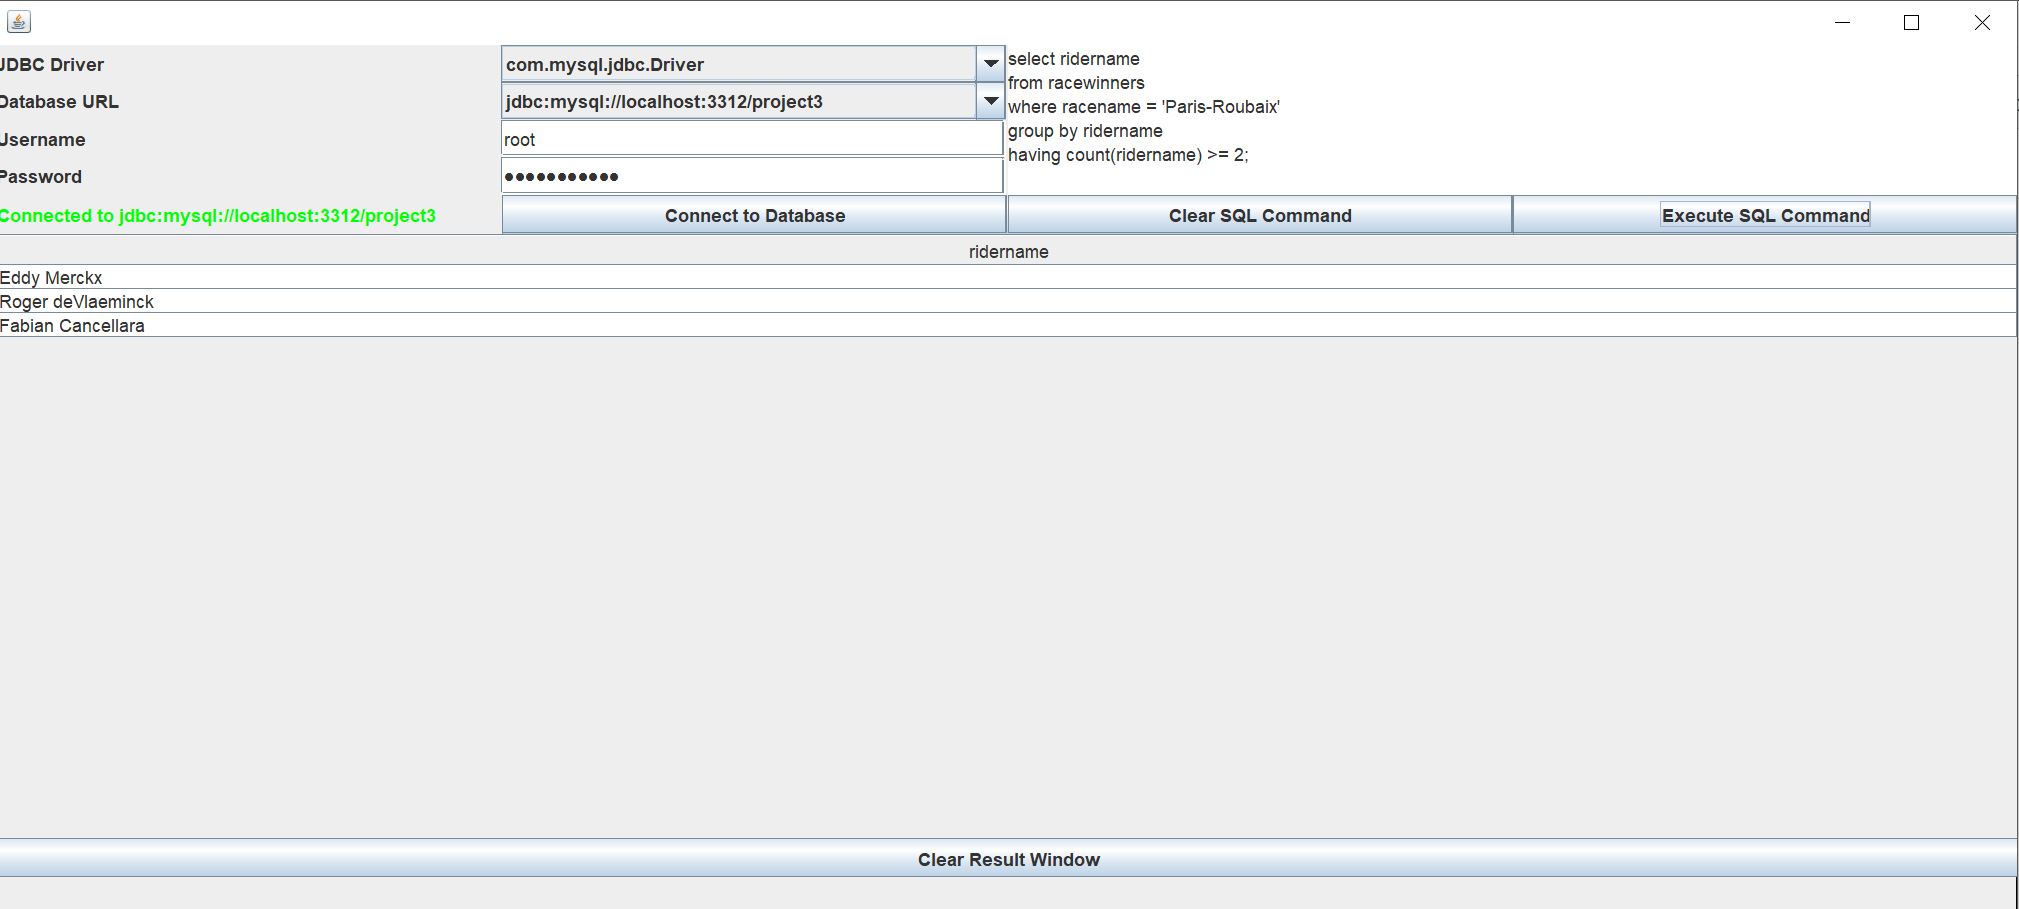 JDBC Driver
com.mysql.jdbc.Driver
Database URL
jdbc:mysql://localhost:3312/project3
Username
root
Password
●●●●●●●●●●●
select ridername
from racewinners
where racename = 'Paris-Roubaix'
group by ridername
having count(ridername) >= 2;
Connected to jdbc:mysql://localhost:3312/project3
Connect to Database
Clear SQL Command
Execute SQL Command
ridername
Eddy Merckx
Roger deVlaeminck
Fabian Cancellara
Clear Result Window